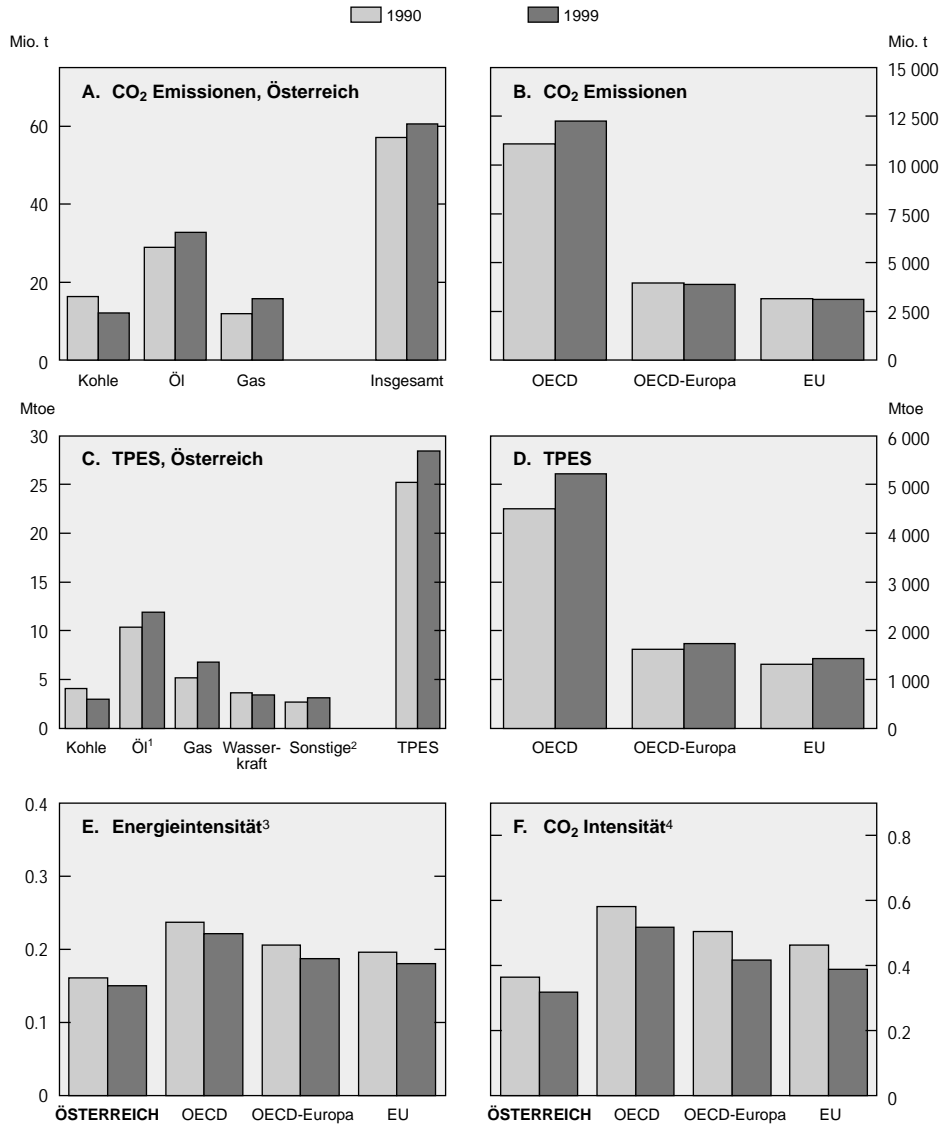 1990 1999
Mio. t Mio. t
A. CO2 Emissionen, Österreich
60
40
20
0
Kohle Öl Gas Insgesamt
B. CO2 Emissionen
15 000
12 500
10 000
7 500
5 000
2 500
0
OECD OECD-Europa EU
Mtoe Mtoe
C. TPES, Österreich
30
25
20
15
10
5
0
Kohle Öl1 Gas Wasser- Sonstige2 TPES
kraft
D. TPES
6 000
5 000
4 000
3 000
2 000
1 000
0
OECD OECD-Europa EU
E. Energieintensität3
0.4
0.3
0.2
0.1
0
ÖSTERREICH OECD OECD-Europa EU
F. CO2 Intensität4
0.8
0.6
0.4
0.2
0
ÖSTERREICH OECD OECD-Europa EU